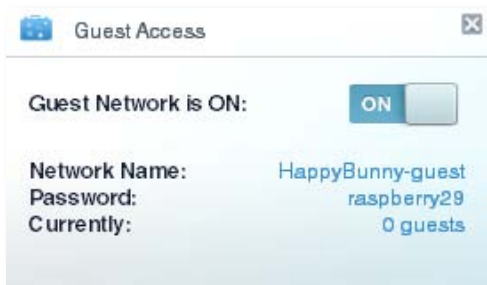 Guest Access
Guest Network is ON: ON
Network Name: HappyBunny-guest
Password: raspberry29
Currently: 0 guests